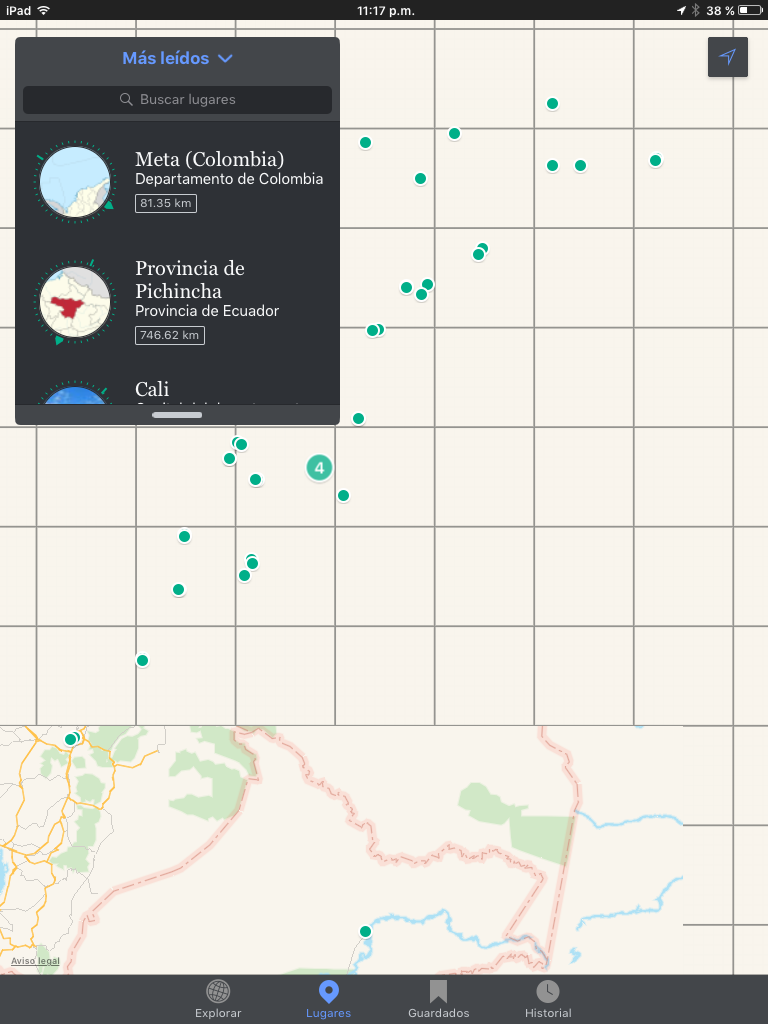 iPad 11:17 p.m. 38 %
Más leídos
Buscar lugares
Meta (Colombia)
Departamento de Colombia
81.35 km
Provincia de
Pichincha
Provincia de Ecuador
746.62 km
Cali
4
Aviso legal
Explorar Lugares Guardados Historial